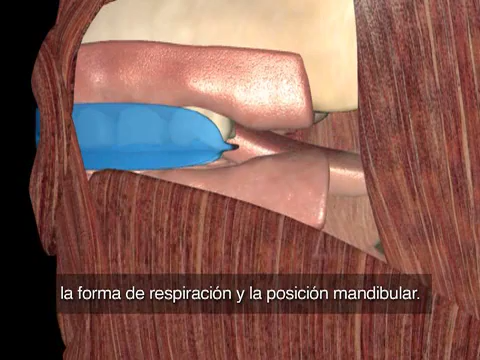 la forma de respiración y la posición mandibular.